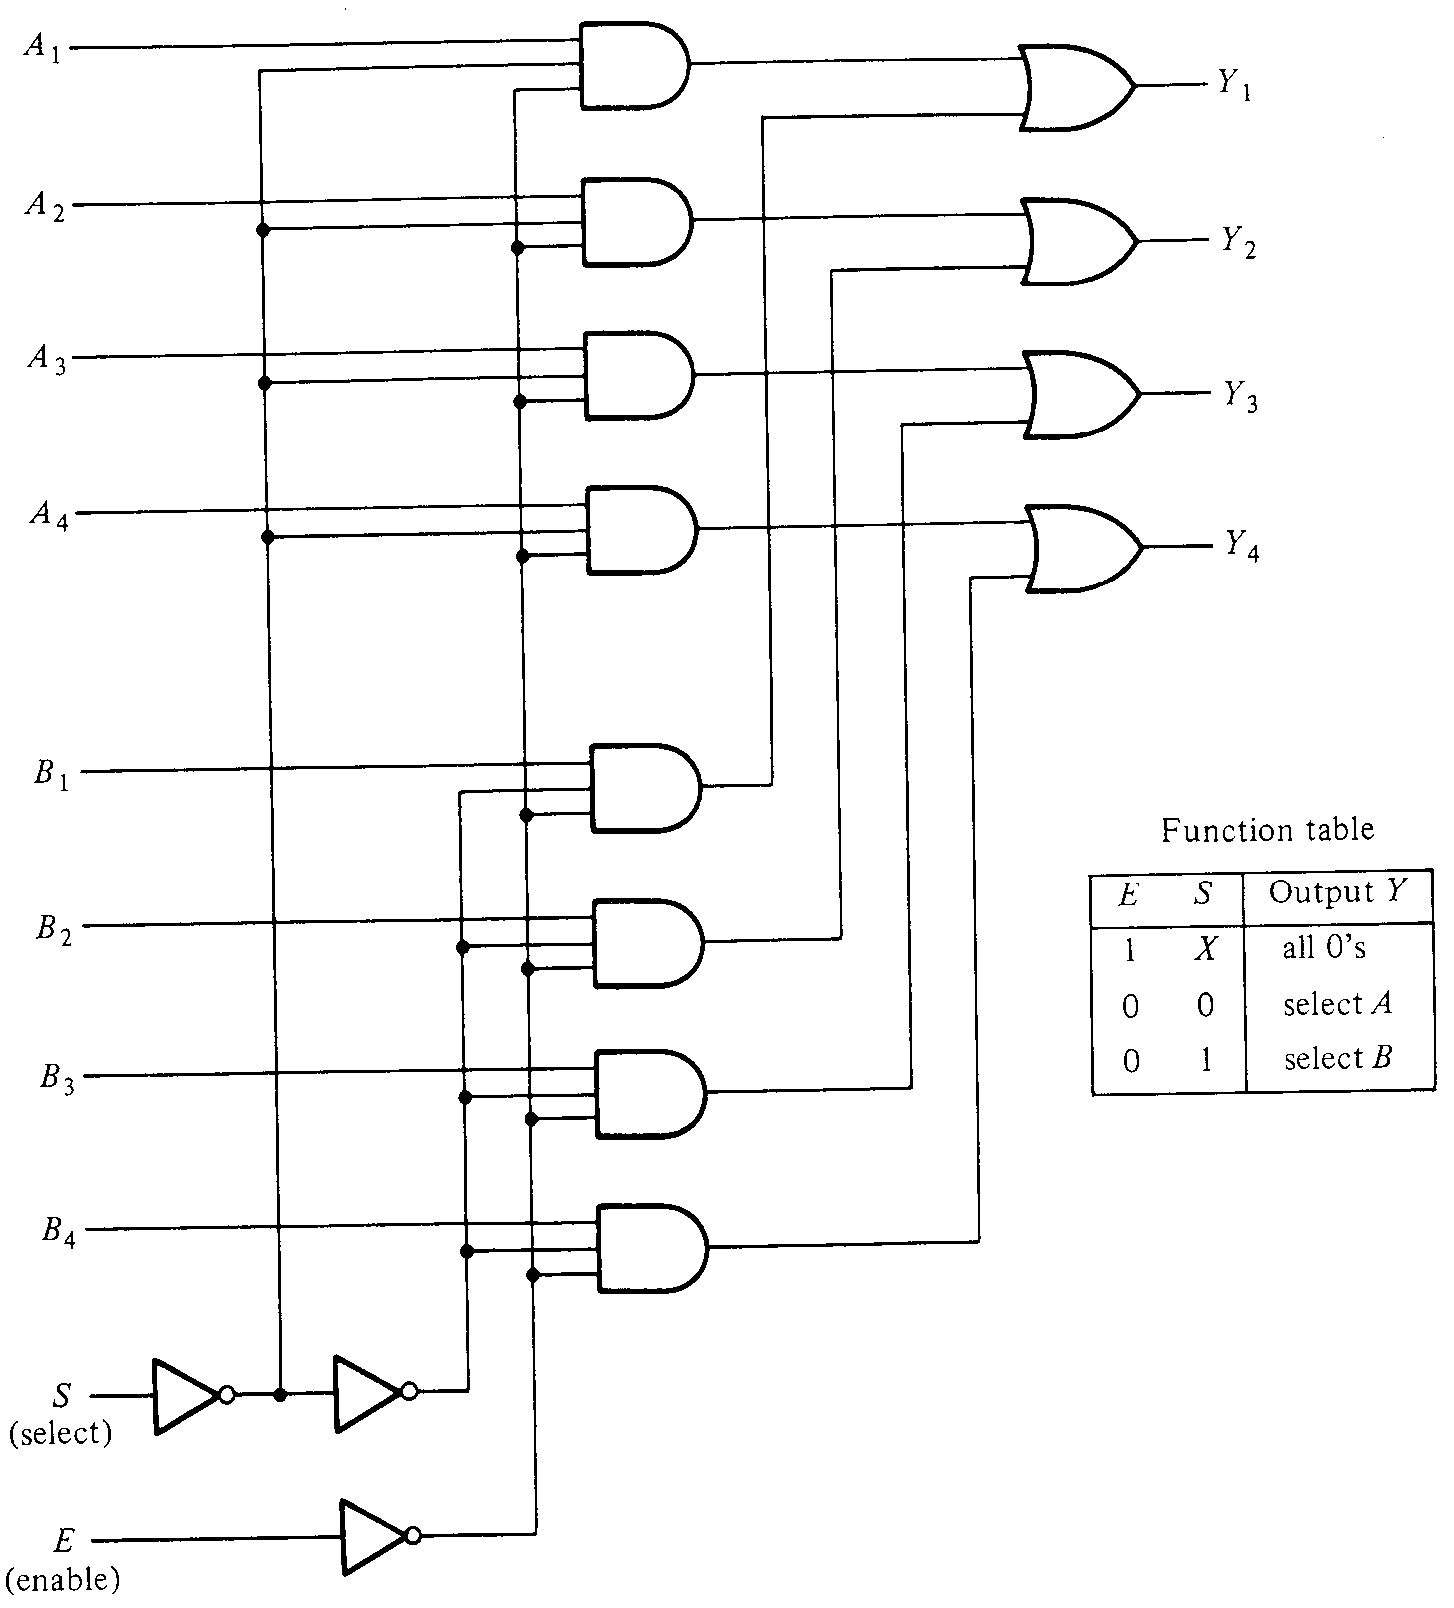 A1
Y1
A2
Y2
A3
Y3
A4
Y4
B1
Function table
E S Output Y
1 X all 0's
0 0 select A
0 1 select B
B2
B3
B4
S
(select)
E
(enable)